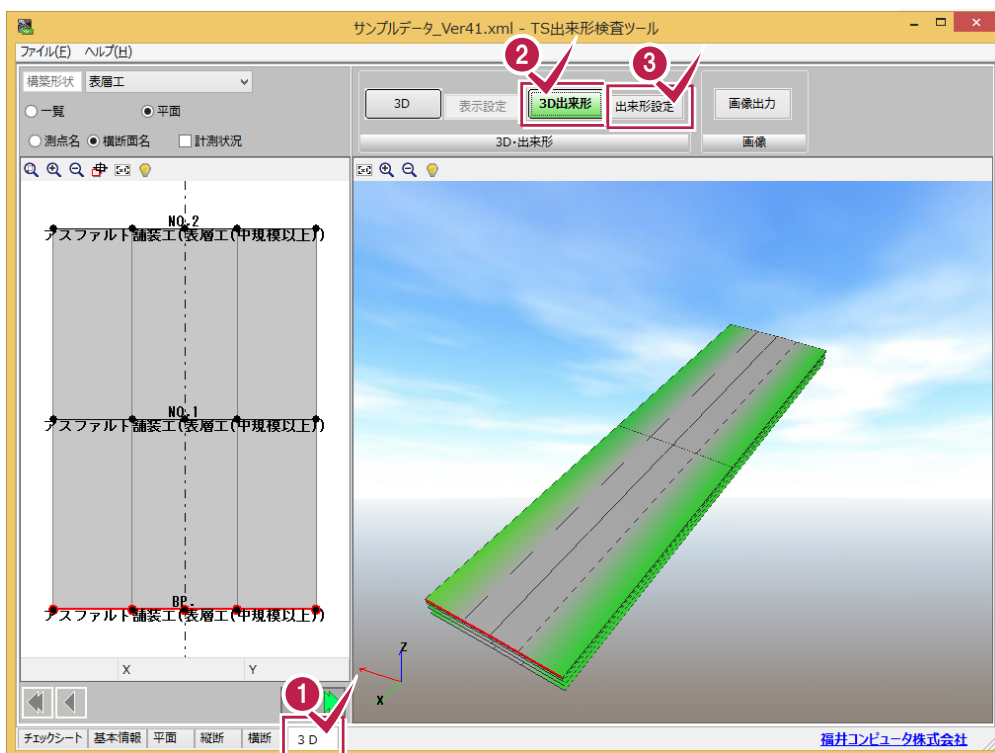 サンプルデータ_Ver41.xml - TS出来形検査ツール
ファイル(F) ヘルプ(H)
構築形状 表層工
一覧 平面
測点名 横断面名 計測状況
2
3
3D 表示設定 3D出来形 出来形設定
3D・出来形
画像出力
画像
NO.2
アスファルト舗装工(表層工(中規模以上))
NO.1
アスファルト舗装工(表層工(中規模以上))
BP.
アスファルト舗装工(表層工(中規模以上))
X Y
Z
X
1
チェックシート 基本情報 平面 縦断 横断 3D
福井コンピュータ株式会社